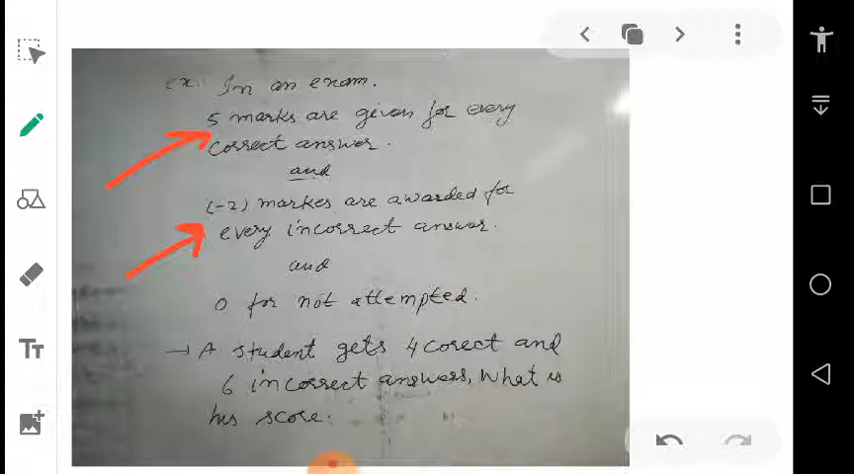 ex. In an exam.
5 marks are given for every
correct answer.
and
(-2) markes are awarded for
every incorrect answer.
and
0 for not attempted.
→ A student gets 4 corect and
6 incorrect answers, What is
his score.